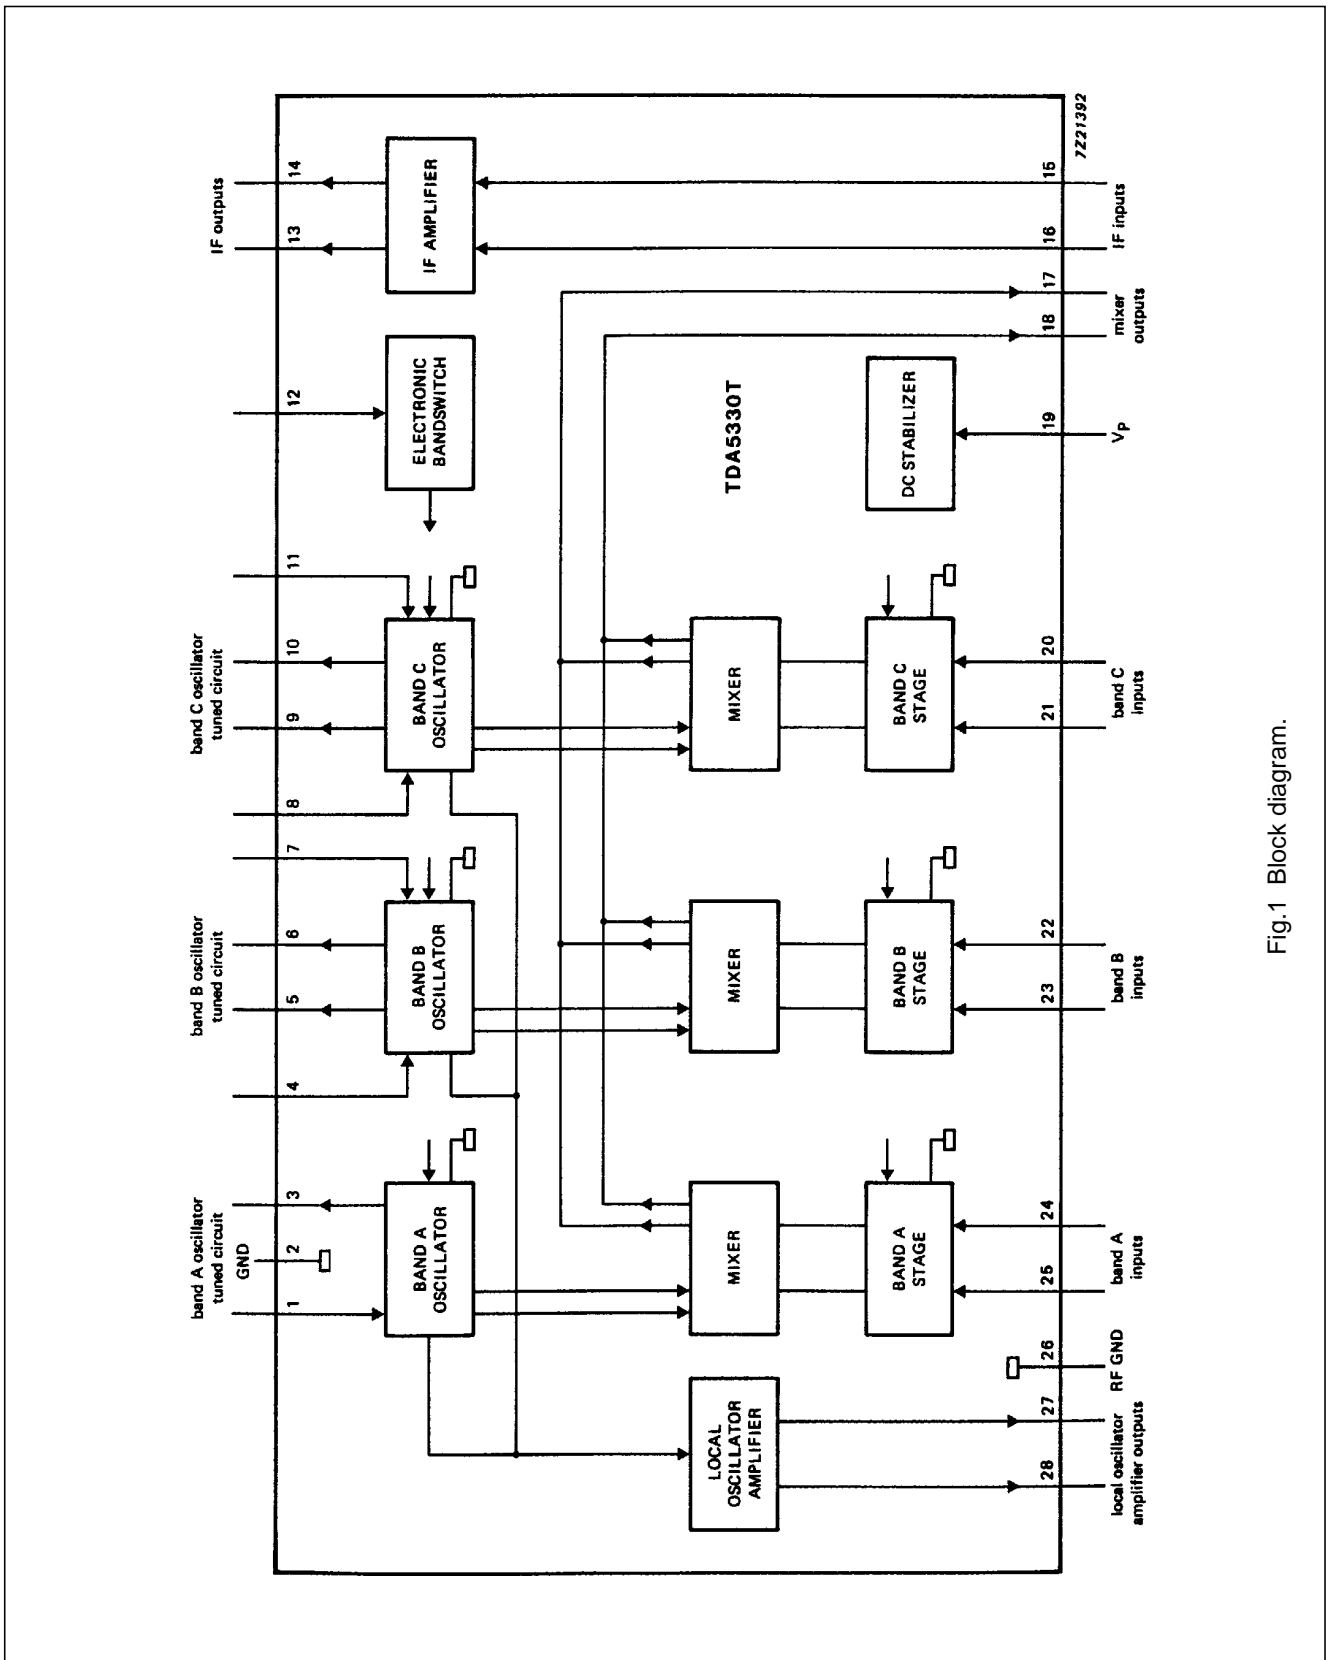 band A oscillator
tuned circuit
GND
band B oscillator
tuned circuit
band C oscillator
tuned circuit
IF outputs
1
2
3
4
5
6
7
8
9
10
11
12
13
14
BAND A
OSCILLATOR
BAND B
OSCILLATOR
BAND C
OSCILLATOR
ELECTRONIC
BANDSWITCH
IF AMPLIFIER
LOCAL
OSCILLATOR
AMPLIFIER
MIXER
MIXER
MIXER
TDA5330T
BAND A
STAGE
BAND B
STAGE
BAND C
STAGE
DC STABILIZER
28
27
26
25
24
23
22
21
20
19
18
17
16
15
local oscillator
amplifier outputs
RF GND
band A
inputs
band B
inputs
band C
inputs
VP
mixer
outputs
IF inputs
7Z21392
Fig.1 Block diagram.